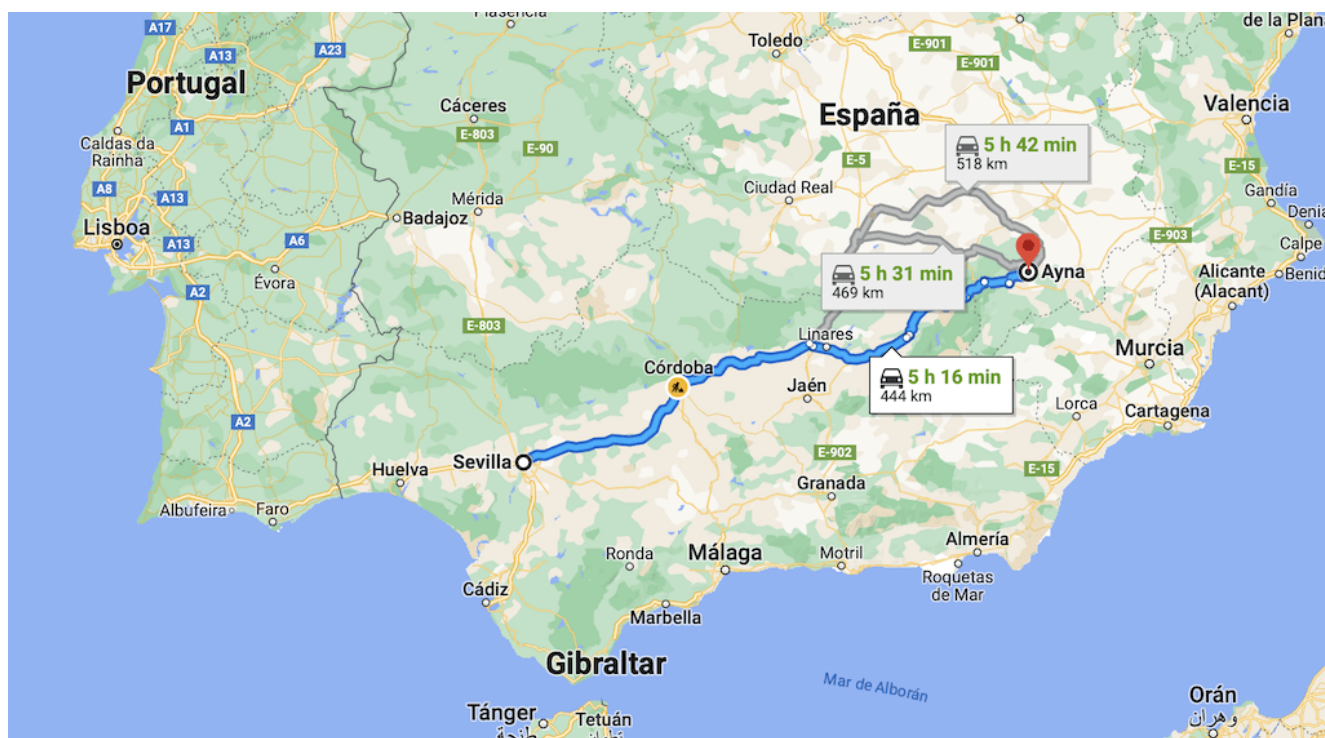 Plasencia
de la Plana
A17
A13
A23
Toledo
E-901
E-901
Portugal
Cáceres
E-803
E-90
España
Valencia
Caldas da
Rainha
A1
E-5
5 h 42 min
518 km
E-15
A8
A13
Mérida
Ciudad Real
Gandía
Lisboa
A13
A6
Badajoz
E-903
Denia
Calpe
Évora
5 h 31 min
469 km
Ayna
Alicante
(Alacant)
A2
E-803
Linares
Murcia
Córdoba
Jaén
5 h 16 min
444 km
Lorca
Cartagena
A2
Sevilla
E-902
E-15
Huelva
Granada
Albufeira
Faro
Ronda
Málaga
Motril
Almería
Roquetas
de Mar
Cádiz
Marbella
Gibraltar
Mar de Alborán
Orán
وهران
Tánger
طنجة
Tetuán